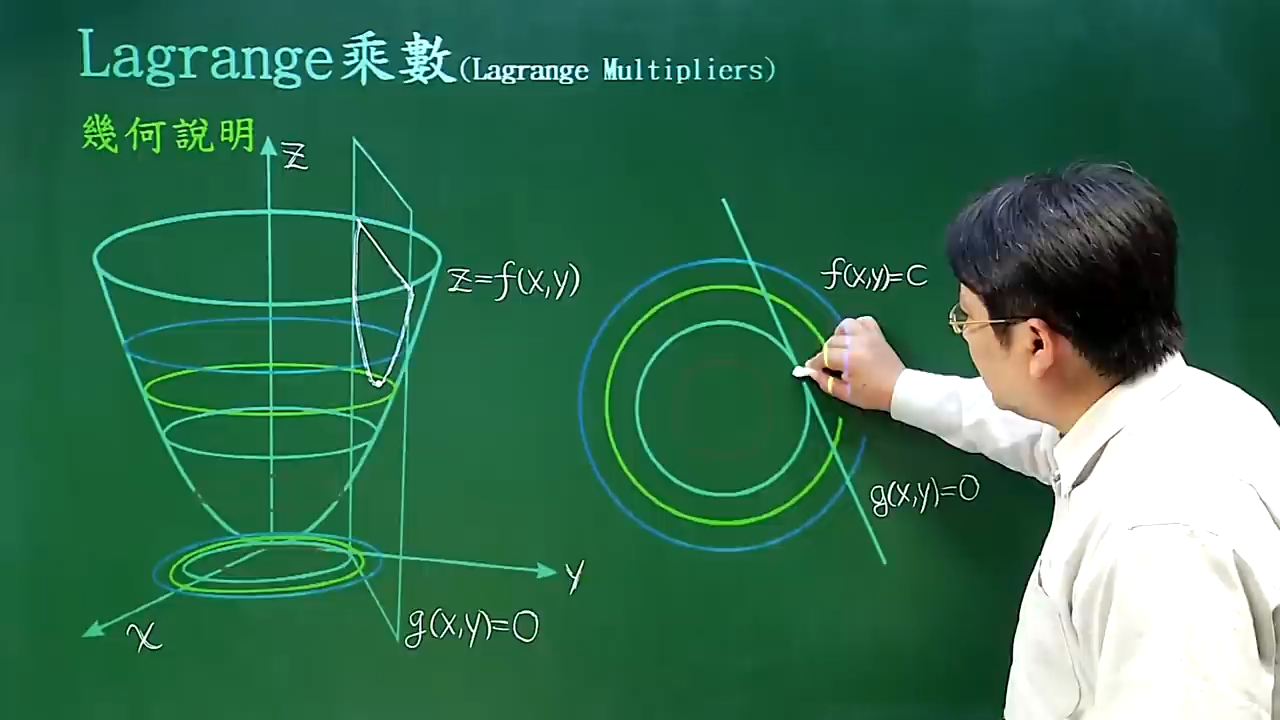 Lagrange乘數(Lagrange Multipliers)
幾何說明
z
z=f(x,y)
f(x,y)=c
g(x,y)=0
y
g(x,y)=0
x